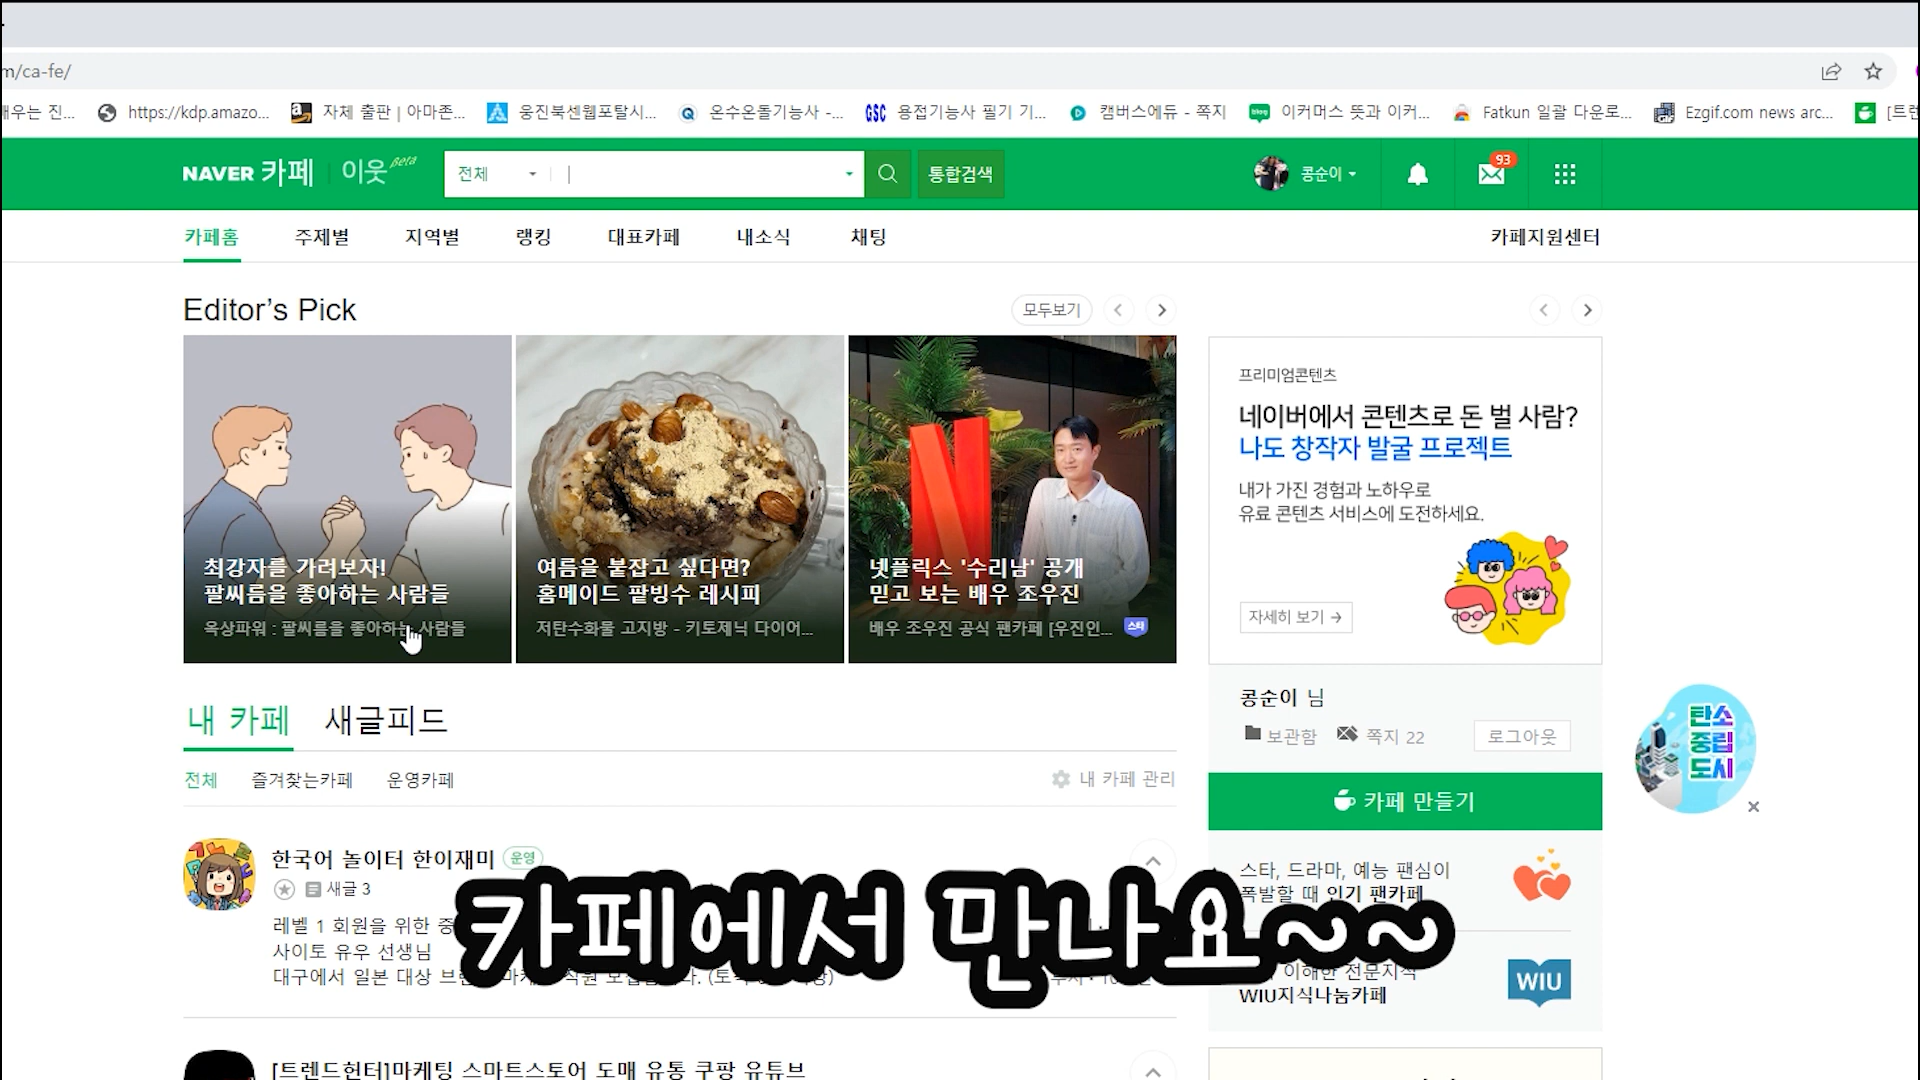 m/ca-fe/
배우는 진...
https://kdp.amazo...
자체 출판 | 아마존...
웅진북센웹포탈시...
온수온돌기능사 -...
GSC 용접기능사 필기 기...
캠버스에듀 - 쪽지
blog 이커머스 뜻과 이커...
Fatkun 일괄 다운로...
Ezgif.com news arc...
[트렌
NAVER 카페 이웃 Beta
전체
통합검색
콩순이
93
카페홈 주제별 지역별 랭킹 대표카페 내소식 채팅
카페지원센터
Editor's Pick
모두보기
최강자를 가려보자!
팔씨름을 좋아하는 사람들
옥상파워 : 팔씨름을 좋아하는 사람들
여름을 붙잡고 싶다면?
홈메이드 팥빙수 레시피
저탄수화물 고지방 - 키토제닉 다이어...
넷플릭스 '수리남' 공개
믿고 보는 배우 조우진
배우 조우진 공식 팬카페 [우진인... 스타
프리미엄콘텐츠
네이버에서 콘텐츠로 돈 벌 사람?
나도 창작자 발굴 프로젝트
내가 가진 경험과 노하우로
유료 콘텐츠 서비스에 도전하세요.
자세히 보기 →
콩순이 님
보관함 쪽지 22
로그아웃
카페 만들기
탄소
중립
도시
내 카페 새글피드
전체 즐겨찾는카페 운영카페
내 카페 관리
한국어 놀이터 한이재미 운영
새글 3
레벨 1 회원을 위한
사이토 유우 선생님
대구에서 일본 대상
스타, 드라마, 예능 팬심이
폭발할 때 인기 팬카페
이해한 전문지식
WIU지식나눔카페
WIU
카페에서 만나요~~
[트렌드헌터]마케팅 스마트스토어 도매 유통 쿠팡 유튜브